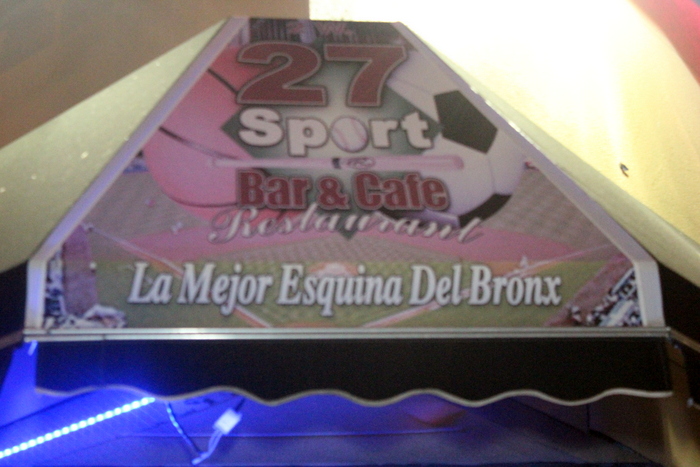 27
Sport
Bar & Cafe
Restaurant
La Mejor Esquina Del Bronx